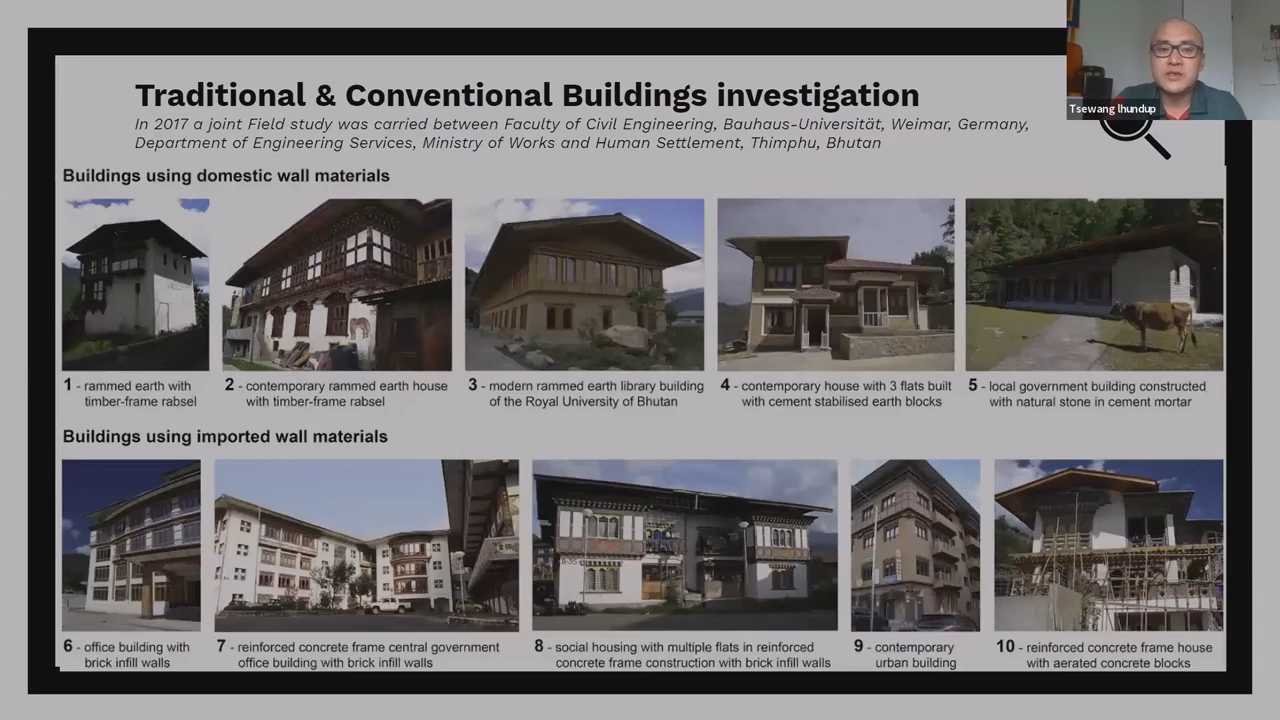 Tsewang lhundup
Traditional & Conventional Buildings investigation
In 2017 a joint Field study was carried between Faculty of Civil Engineering, Bauhaus-Universität, Weimar, Germany,
Department of Engineering Services, Ministry of Works and Human Settlement, Thimphu, Bhutan
Buildings using domestic wall materials
1 - rammed earth with
timber-frame rabsel
2 - contemporary rammed earth house
with timber-frame rabsel
3 - modern rammed earth library building
of the Royal University of Bhutan
4 - contemporary house with 3 flats built
with cement stabilised earth blocks
5 - local government building constructed
with natural stone in cement mortar
Buildings using imported wall materials
6 - office building with
brick infill walls
7 - reinforced concrete frame central government
office building with brick infill walls
8 - social housing with multiple flats in reinforced
concrete frame construction with brick infill walls
9 - contemporary
urban building
10 - reinforced concrete frame house
with aerated concrete blocks